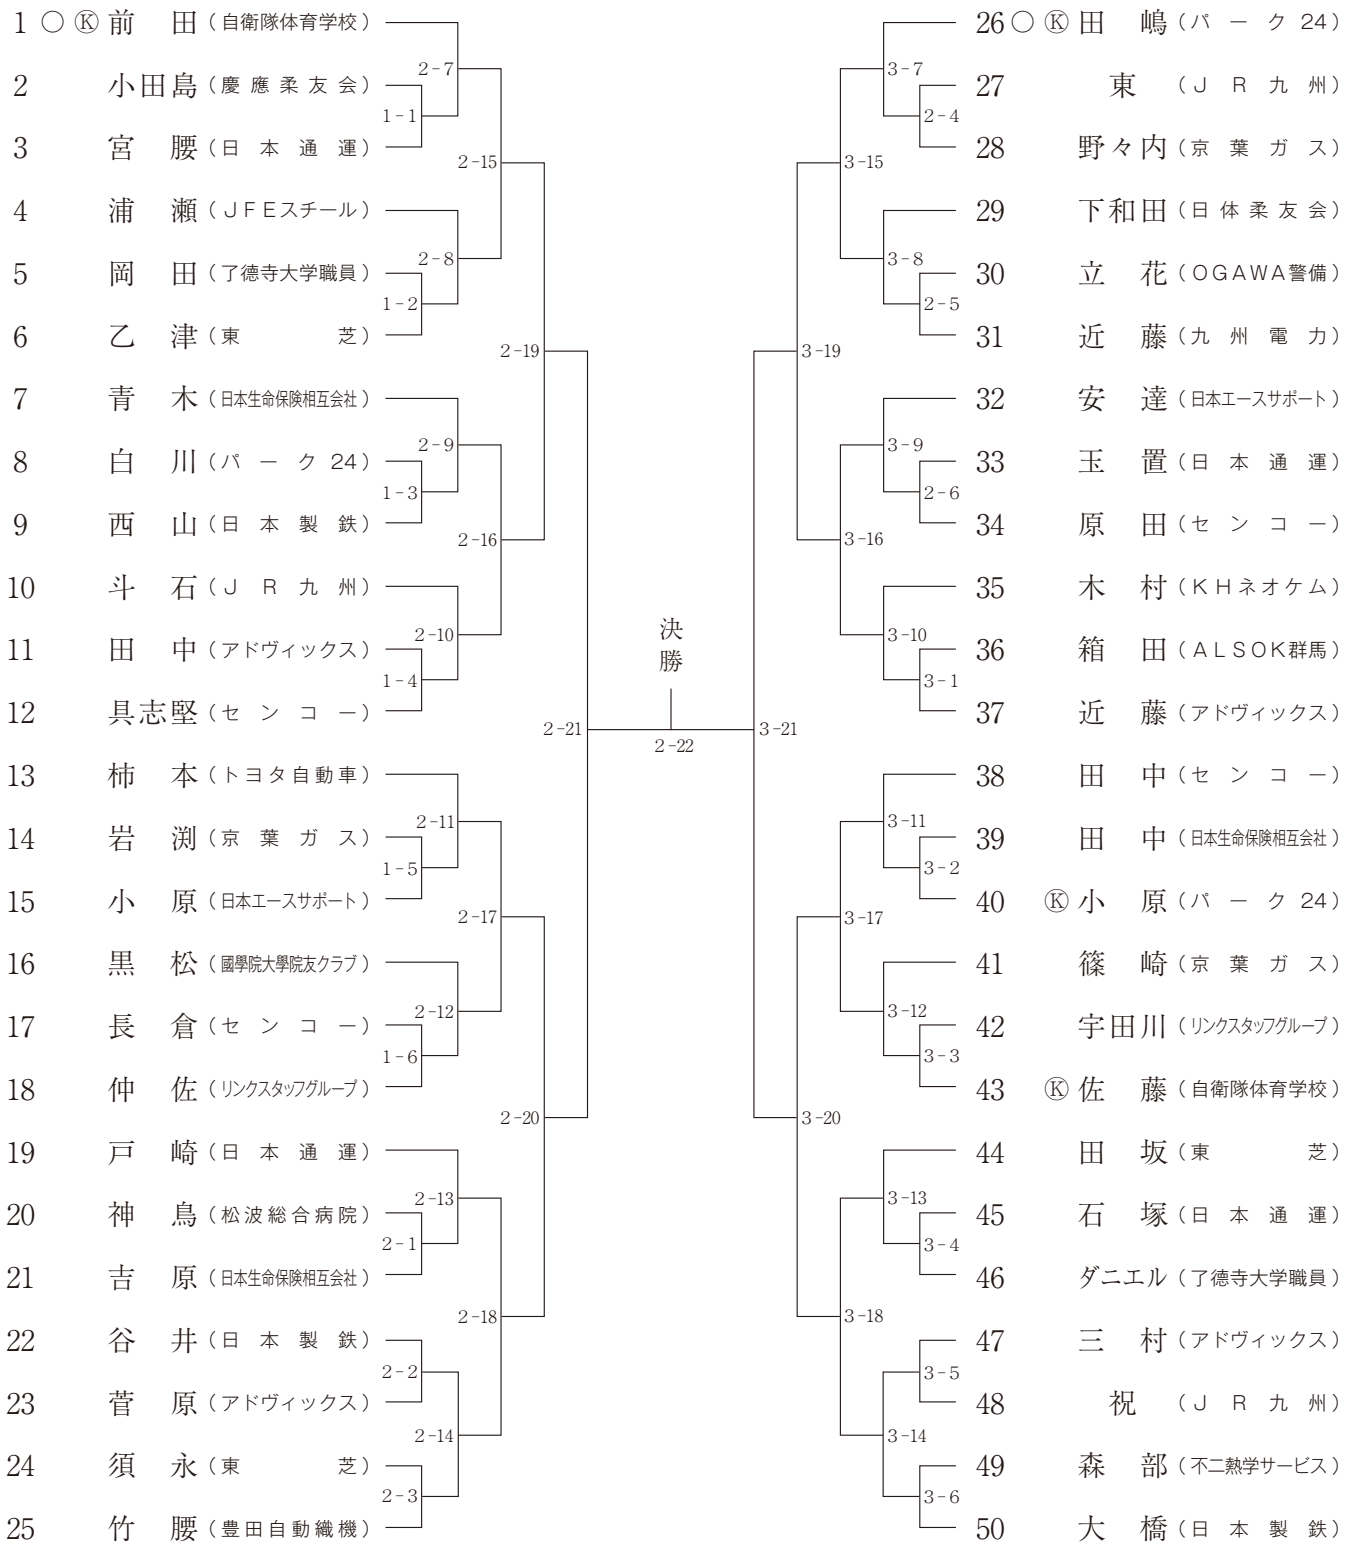 1 ○ Ⓚ 前田（自衛隊体育学校）
2 小田島（慶應柔友会）
3 宮腰（日本通運）
4 浦瀬（ＪＦＥスチール）
5 岡田（了德寺大学職員）
6 乙津（東芝）
7 青木（日本生命保険相互会社）
8 白川（パーク24）
9 西山（日本製鉄）
10 斗石（ＪＲ九州）
11 田中（アドヴィックス）
12 具志堅（センコー）
13 柿本（トヨタ自動車）
14 岩渕（京葉ガス）
15 小原（日本エースサポート）
16 黒松（國學院大學院友クラブ）
17 長倉（センコー）
18 仲佐（リンクスタッフグループ）
19 戸崎（日本通運）
20 神鳥（松波総合病院）
21 吉原（日本生命保険相互会社）
22 谷井（日本製鉄）
23 菅原（アドヴィックス）
24 須永（東芝）
25 竹腰（豊田自動織機）
1-1
1-2
1-3
1-4
1-5
1-6
2-1
2-2
2-3
2-7
2-8
2-9
2-10
2-11
2-12
2-13
2-14
2-15
2-16
2-17
2-18
2-19
2-20
2-21
決勝
2-22
3-21
3-19
3-20
3-15
3-16
3-17
3-18
3-7
3-8
3-9
3-10
3-11
3-12
3-13
3-14
2-4
2-5
2-6
3-1
3-2
3-3
3-4
3-5
3-6
26 ○ Ⓚ 田嶋（パーク24）
27 東（ＪＲ九州）
28 野々内（京葉ガス）
29 下和田（日体柔友会）
30 立花（ＯＧＡＷＡ警備）
31 近藤（九州電力）
32 安達（日本エースサポート）
33 玉置（日本通運）
34 原田（センコー）
35 木村（ＫＨネオケム）
36 箱田（ＡＬＳＯＫ群馬）
37 近藤（アドヴィックス）
38 田中（センコー）
39 田中（日本生命保険相互会社）
40 Ⓚ 小原（パーク24）
41 篠崎（京葉ガス）
42 宇田川（リンクスタッフグループ）
43 Ⓚ 佐藤（自衛隊体育学校）
44 田坂（東芝）
45 石塚（日本通運）
46 ダニエル（了德寺大学職員）
47 三村（アドヴィックス）
48 祝（ＪＲ九州）
49 森部（不二熱学サービス）
50 大橋（日本製鉄）